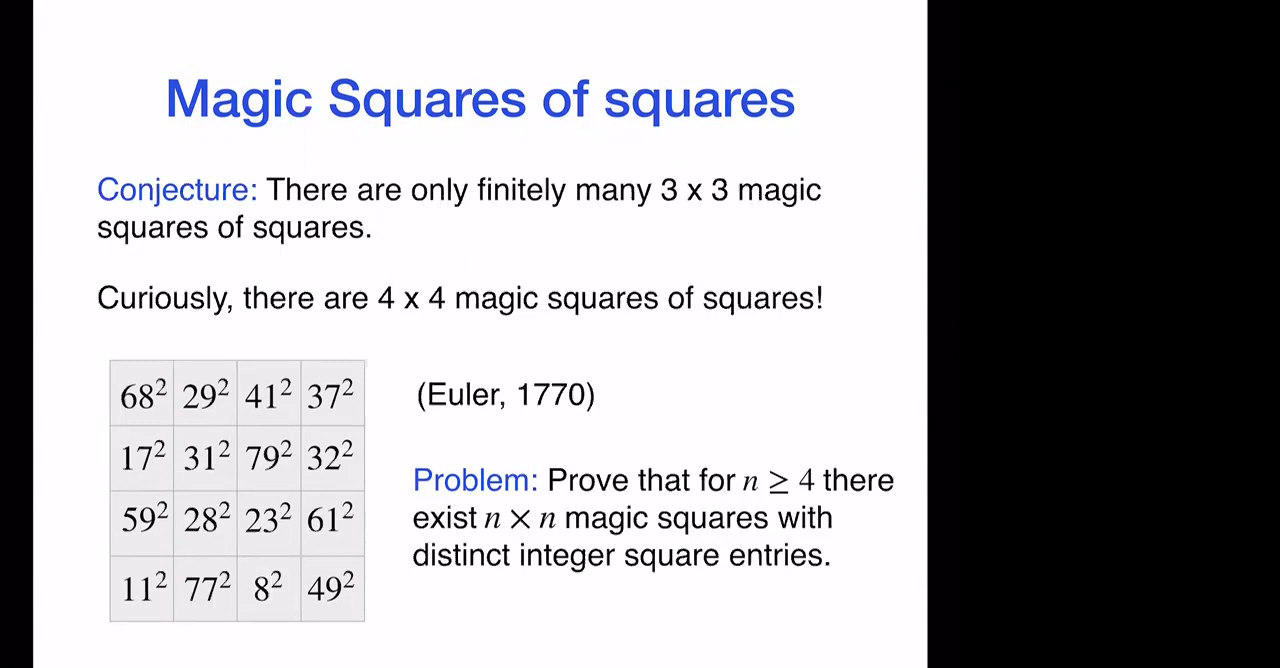 Magic Squares of squares
Conjecture: There are only finitely many 3 x 3 magic
squares of squares.
Curiously, there are 4 x 4 magic squares of squares!
68² 29² 41² 37²
17² 31² 79² 32²
59² 28² 23² 61²
11² 77² 8² 49²
(Euler, 1770)
Problem: Prove that for n ≥ 4 there
exist n × n magic squares with
distinct integer square entries.